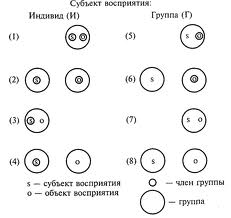 Субъект восприятия:
Индивид (И) Группа (Г)
(1) s o (5) s o
(2) s o (6) s o
(3) s o (7) s o
(4) s o (8) s o
s — субъект восприятия — член группы
o — объект восприятия — группа